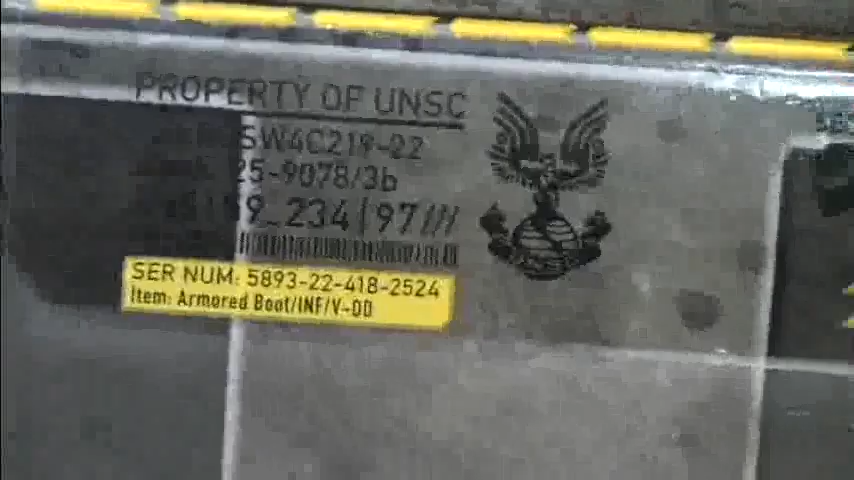 PROPERTY OF UNSC
SW4C219-22
25-9078/3b
9_234|97///
SER NUM: 5893-22-418-2524
Item: Armored Boot/INF/V-DD